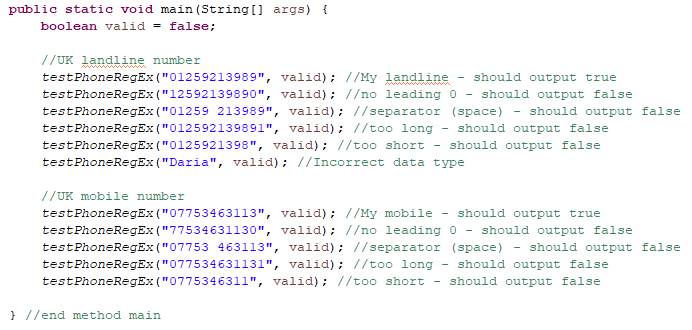 public static void main(String[] args) {
boolean valid = false;
//UK landline number
testPhoneRegEx("01259213989", valid); //My landline - should output true
testPhoneRegEx("12592139890", valid); //no leading 0 - should output false
testPhoneRegEx("01259 213989", valid); //separator (space) - should output false
testPhoneRegEx("012592139891", valid); //too long - should output false
testPhoneRegEx("0125921398", valid); //too short - should output false
testPhoneRegEx("Daria", valid); //Incorrect data type
//UK mobile number
testPhoneRegEx("07753463113", valid); //My mobile - should output true
testPhoneRegEx("77534631130", valid); //no leading 0 - should output false
testPhoneRegEx("07753 463113", valid); //separator (space) - should output false
testPhoneRegEx("077534631131", valid); //too long - should output false
testPhoneRegEx("0775346311", valid); //too short - should output false
} //end method main